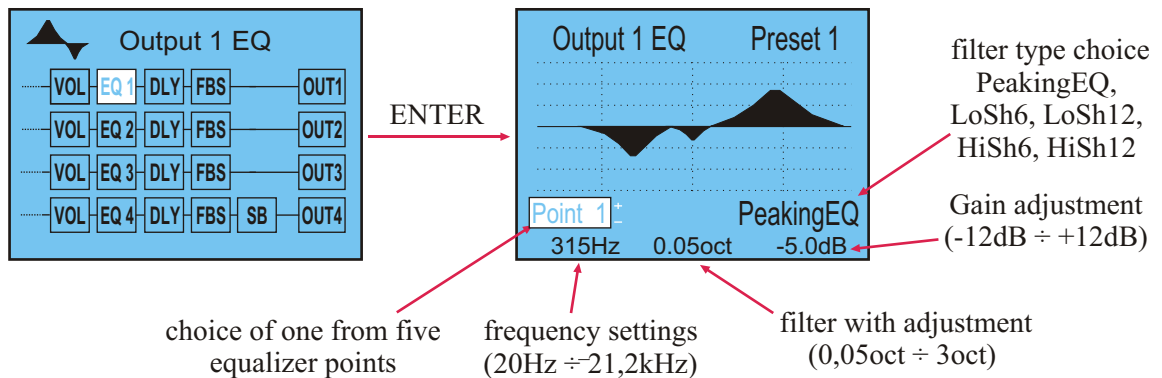 Output 1 EQ
VOL EQ 1 DLY FBS OUT1
VOL EQ 2 DLY FBS OUT2
VOL EQ 3 DLY FBS OUT3
VOL EQ 4 DLY FBS SB OUT4
ENTER
Output 1 EQ Preset 1
Point 1 + - PeakingEQ
315Hz 0.05oct -5.0dB
filter type choice
PeakingEQ,
LoSh6, LoSh12,
HiSh6, HiSh12
Gain adjustment
(-12dB ÷ +12dB)
choice of one from five
equalizer points
frequency settings
(20Hz ÷ 21,2kHz)
filter with adjustment
(0,05oct ÷ 3oct)